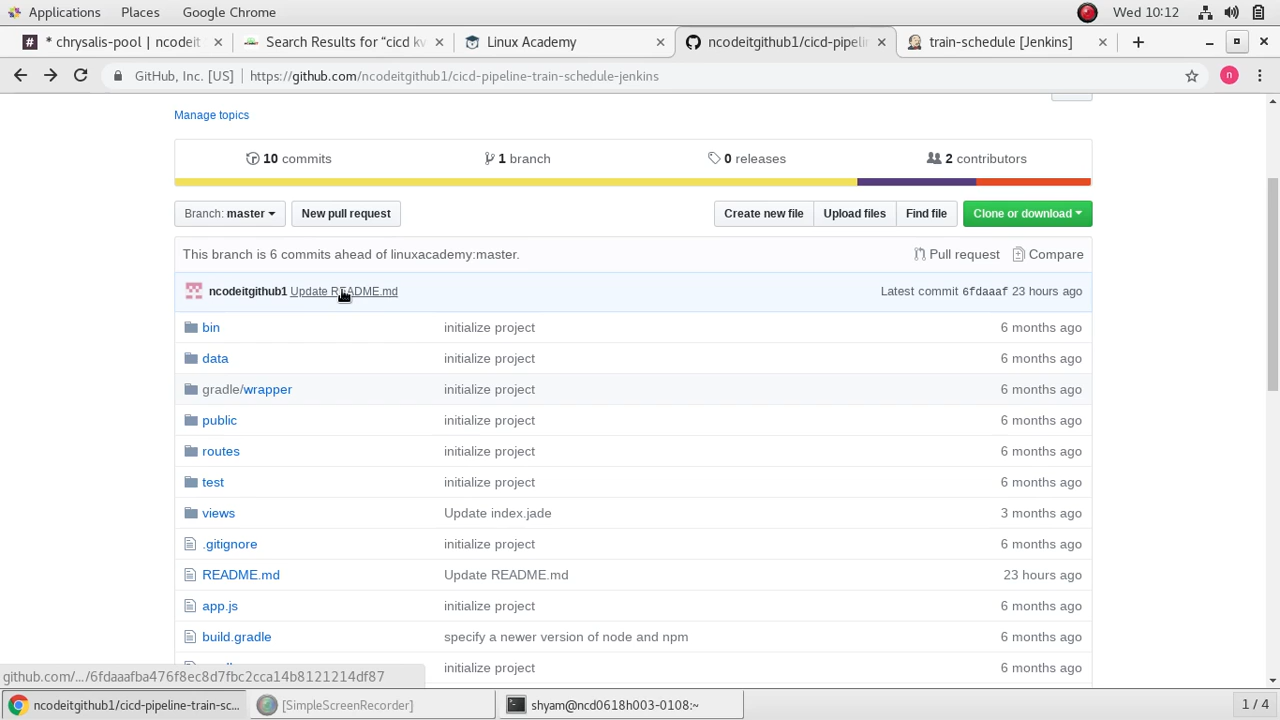 Applications Places Google Chrome Wed 10:12
# * chrysalis-pool | ncodeit Search Results for “cicd kv Linux Academy ncodeitgithub1/cicd-pipelin train-schedule [Jenkins]
GitHub, Inc. [US] https://github.com/ncodeitgithub1/cicd-pipeline-train-schedule-jenkins n
Manage topics
10 commits 1 branch 0 releases 2 contributors
Branch: master New pull request Create new file Upload files Find file Clone or download
This branch is 6 commits ahead of linuxacademy:master. Pull request Compare
ncodeitgithub1 Update README.md Latest commit 6fdaaaf 23 hours ago
bin initialize project 6 months ago
data initialize project 6 months ago
gradle/wrapper initialize project 6 months ago
public initialize project 6 months ago
routes initialize project 6 months ago
test initialize project 6 months ago
views Update index.jade 3 months ago
.gitignore initialize project 6 months ago
README.md Update README.md 23 hours ago
app.js initialize project 6 months ago
build.gradle specify a newer version of node and npm 6 months ago
initialize project 6 months ago
github.com/.../6fdaaafba476f8ec8d7fbc2cca14b8121214df87
ncodeitgithub1/cicd-pipeline-train-sc... [SimpleScreenRecorder] shyam@ncd0618h003-0108:~ 1 / 4